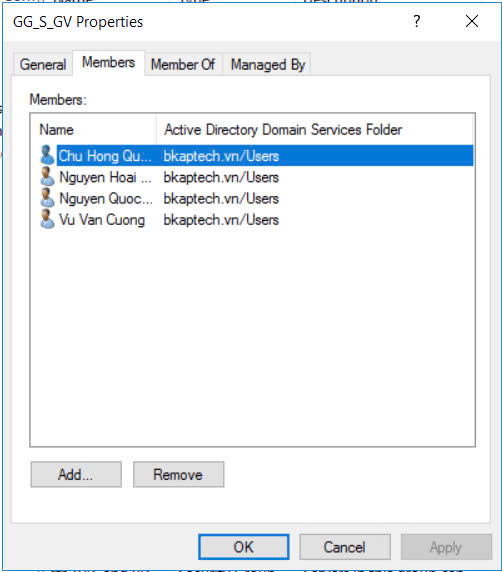 GG_S_GV Properties ?
General Members Member Of Managed By
Members:
Name Active Directory Domain Services Folder
Chu Hong Qu... bkaptech.vn/Users
Nguyen Hoai ... bkaptech.vn/Users
Nguyen Quoc... bkaptech.vn/Users
Vu Van Cuong bkaptech.vn/Users
Add... Remove
OK Cancel Apply